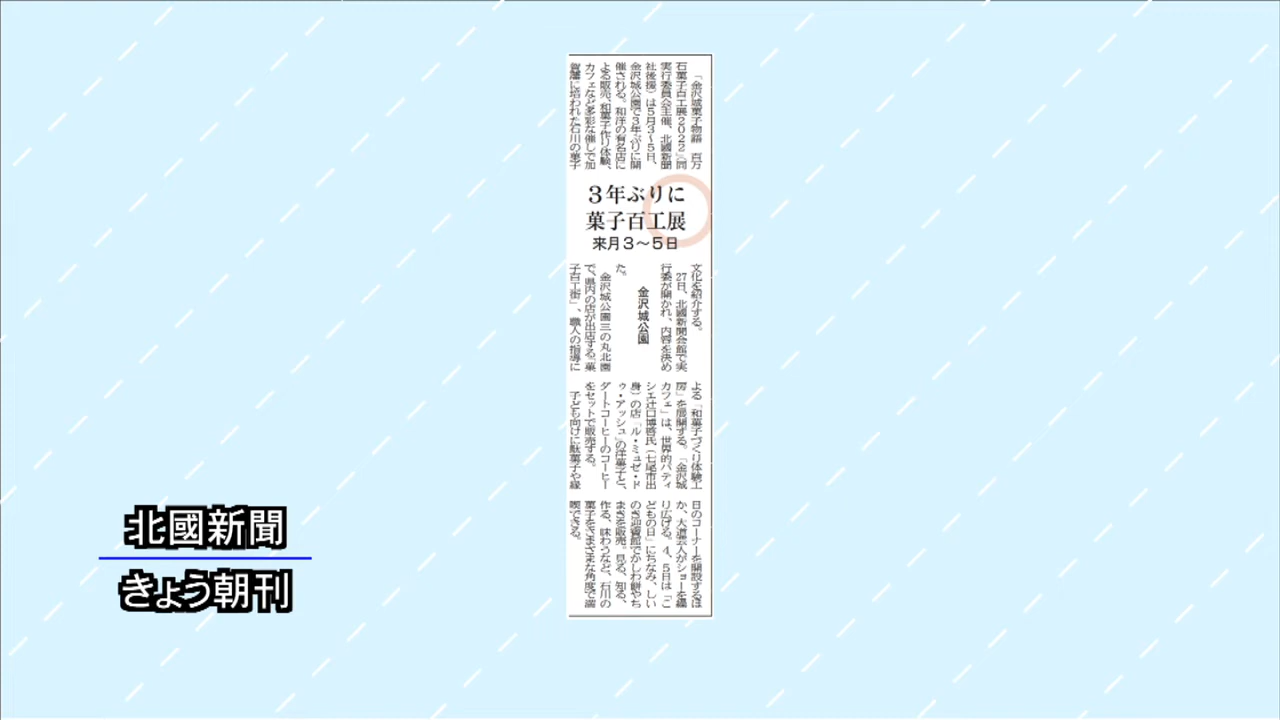 「金沢城菓子物語　百万
石菓子百工展２０２２」（同
実行委員会主催、北國新聞
社後援）は５月３～５日、
金沢城公園で３年ぶりに開
催される。和洋の有名店に
よる販売、和菓子作り体験、
カフェなど多彩な催しで加
賀藩に培われた石川の菓子
３年ぶりに
菓子百工展
来月３～５日
文化を紹介する。
２７日、北國新聞会館で実
行委が開かれ、内容を決め
た。
金沢城公園
金沢城公園三の丸北園
で、県内の店が出店する「菓
子百工街」、職人の指導に
よる「和菓子づくり体験工
房」を展開する。「金沢城
カフェ」は、世界的パティ
シエ辻口博啓氏（七尾市出
身）の店「ル・ミュゼ・ド
ゥ・アッシュ」の洋菓子と、
ダートコーヒーのコーヒー
をセットで販売する。
子ども向けに駄菓子や縁
日のコーナーを開設するほ
か、大道芸人がショーを繰
り広げる。４、５日は「こ
どもの日」にちなみ、しい
のき迎賓館でかしわ餅やち
まきを販売。見る、知る、
作る、味わうなど、石川の
菓子をさまざまな角度で満
喫できる。
北國新聞
きょう朝刊